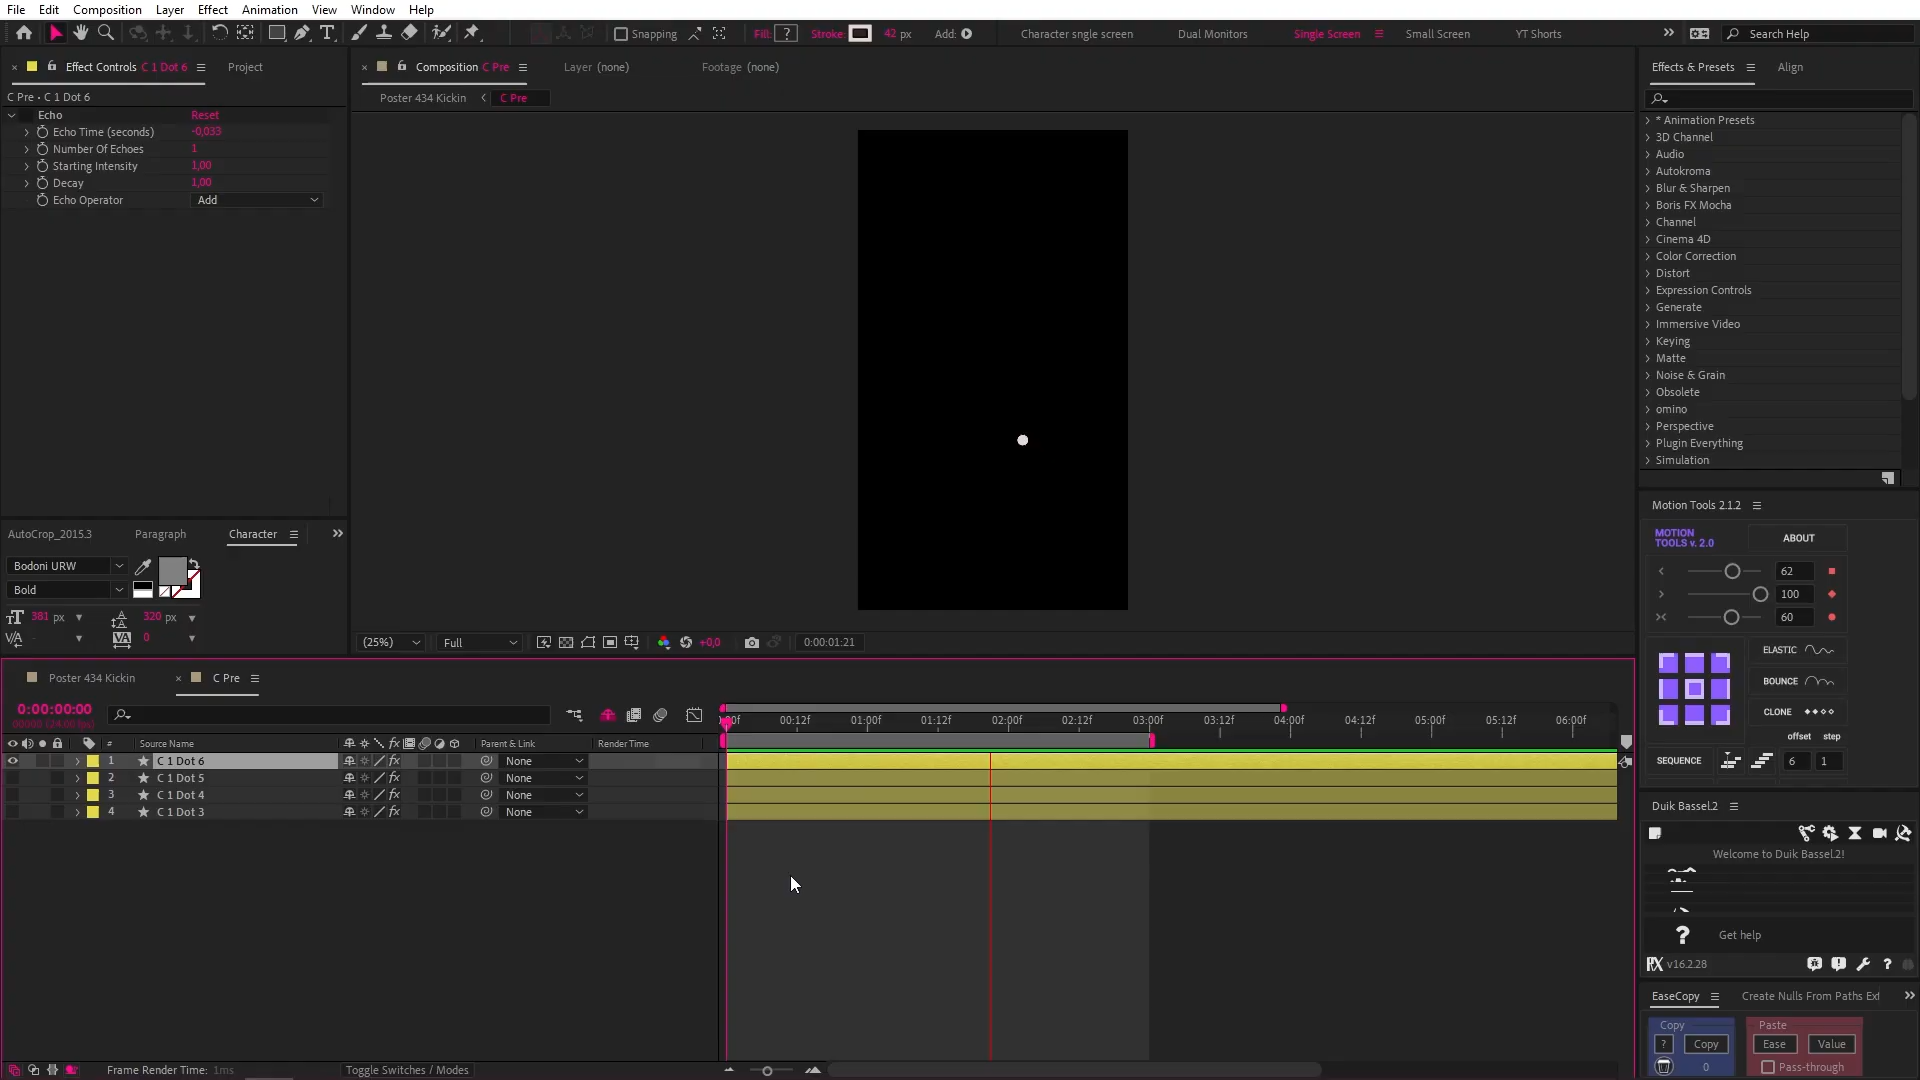 File Edit Composition Layer Effect Animation View Window Help
Snapping Fill: ? Stroke: 42 px Add: Character sngle screen Dual Monitors Single Screen Small Screen YT Shorts Search Help
Effect Controls C 1 Dot 6 Project
C Pre • C 1 Dot 6
Echo Reset
Echo Time (seconds) -0,033
Number Of Echoes 1
Starting Intensity 1,00
Decay 1,00
Echo Operator Add
Composition C Pre Layer (none) Footage (none)
Poster 434 Kickin C Pre
(25%) Full +0,0 0:00:01:21
Effects & Presets Align
* Animation Presets
3D Channel
Audio
Autokroma
Blur & Sharpen
Boris FX Mocha
Channel
Cinema 4D
Color Correction
Distort
Expression Controls
Generate
Immersive Video
Keying
Matte
Noise & Grain
Obsolete
omino
Perspective
Plugin Everything
Simulation
AutoCrop_2015.3 Paragraph Character
Bodoni URW
Bold
381 px 320 px
0
Motion Tools 2.1.2
MOTION
TOOLS v. 2.0 ABOUT
62
100
60
ELASTIC
BOUNCE
CLONE
offset step
SEQUENCE 6 1
Duik Bassel.2
Welcome to Duik Bassel.2!
? Get help
v16.2.28
EaseCopy Create Nulls From Paths
Copy Paste
? Copy Ease Value
0 Pass-through
Poster 434 Kickin C Pre
0:00:00:00
00000 (24.00 fps)
# Source Name Parent & Link Render Time
1 C 1 Dot 6 None
2 C 1 Dot 5 None
3 C 1 Dot 4 None
4 C 1 Dot 3 None
00:12f 01:00f 01:12f 02:00f 02:12f 03:00f 03:12f 04:00f 04:12f 05:00f 05:12f 06:00f
Frame Render Time: 1ms Toggle Switches / Modes